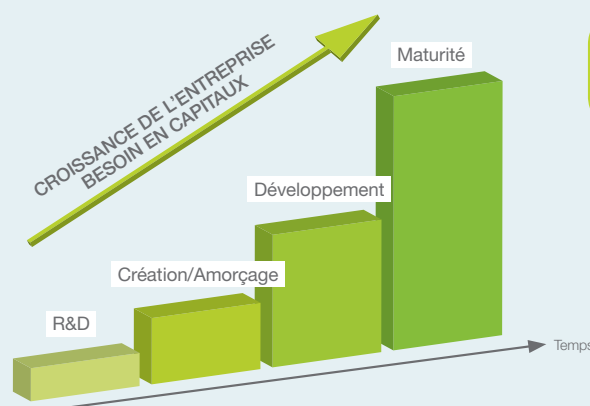 Maturité
CROISSANCE DE L'ENTREPRISE
BESOIN EN CAPITAUX
Développement
Création/Amorçage
R&D
Temps